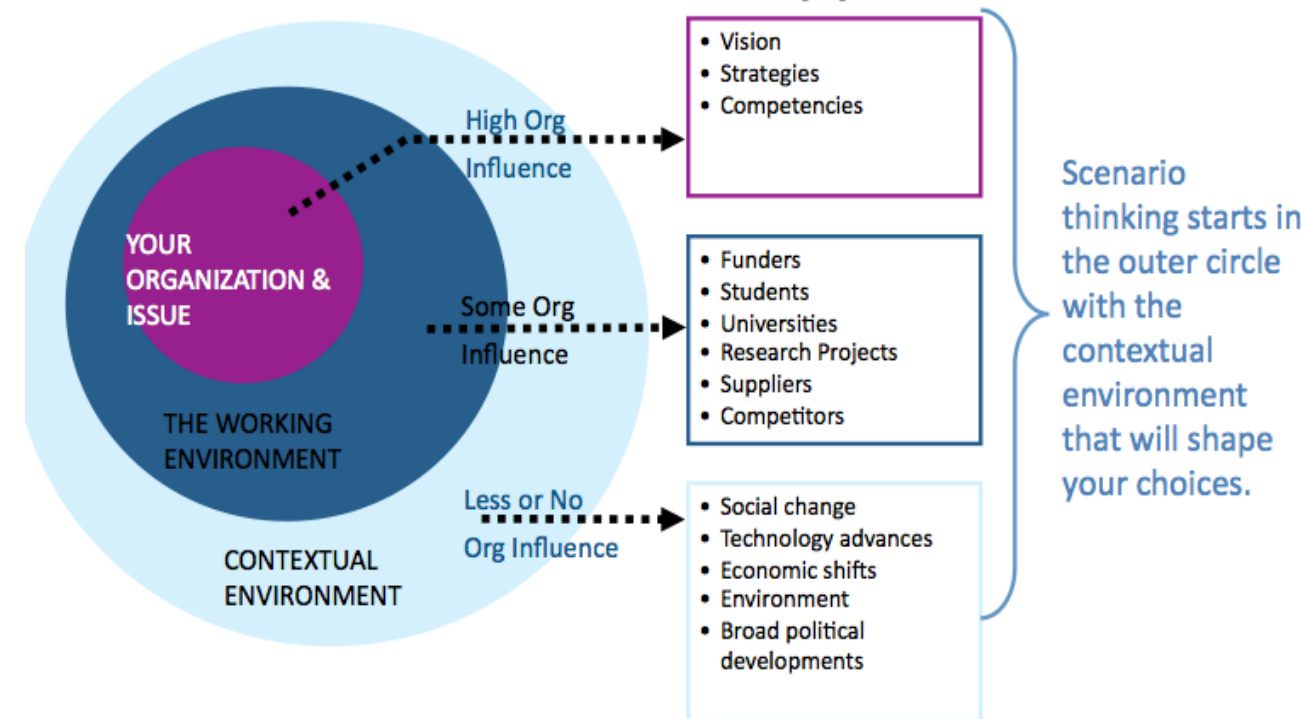 YOUR
ORGANIZATION &
ISSUE
THE WORKING
ENVIRONMENT
CONTEXTUAL
ENVIRONMENT
High Org
Influence
• Vision
• Strategies
• Competencies
Some Org
Influence
• Funders
• Students
• Universities
• Research Projects
• Suppliers
• Competitors
Less or No
Org Influence
• Social change
• Technology advances
• Economic shifts
• Environment
• Broad political
developments
Scenario
thinking starts in
the outer circle
with the
contextual
environment
that will shape
your choices.